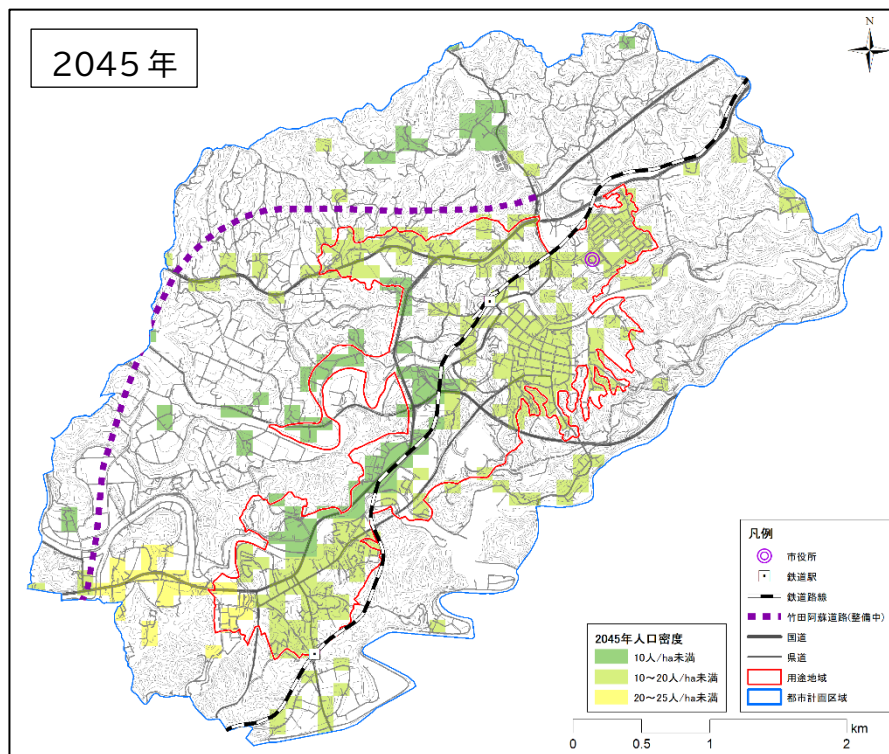 2045年
N
凡例
市役所
鉄道駅
鉄道路線
竹田阿蘇道路(整備中)
国道
県道
用途地域
都市計画区域
2045年人口密度
10人/ha未満
10～20人/ha未満
20～25人/ha未満
km
0 0.5 1 2